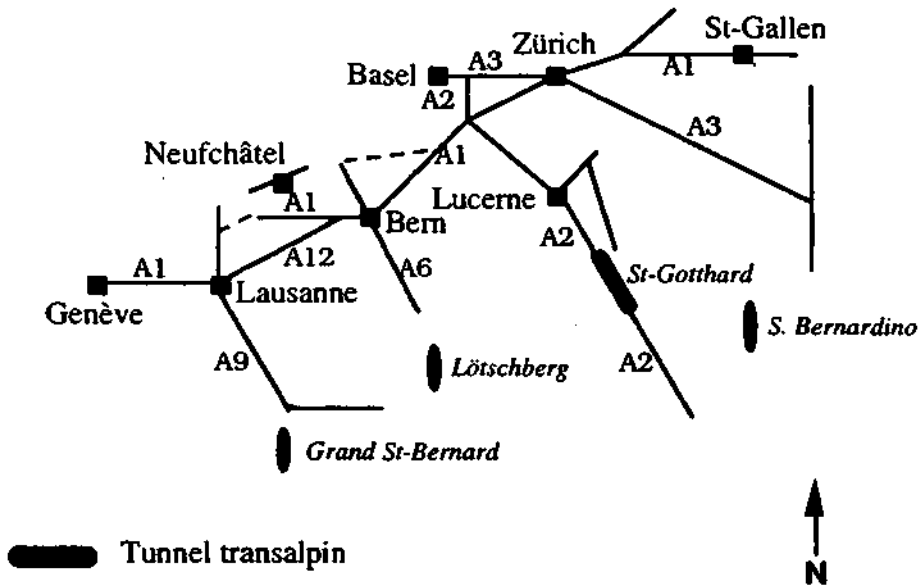 St-Gallen
Zürich
A3
Basel
A1
A2
A3
Neufchâtel
A1
A1
Lucerne
Bern
A2
A12
A6
St-Gotthard
A1
Lausanne
Genève
S. Bernardino
A9
Lötschberg
A2
Grand St-Bernard
Tunnel transalpin
N